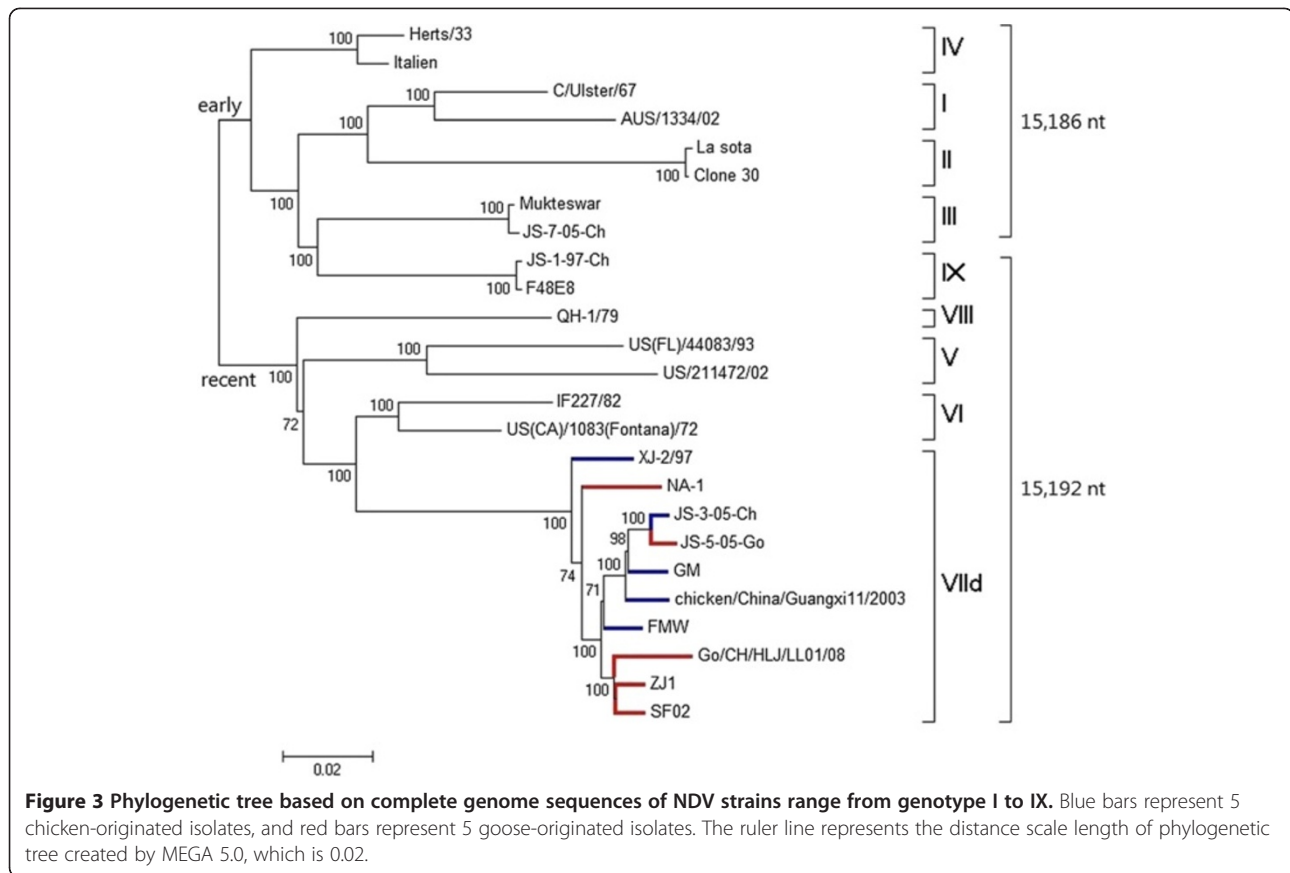 100
Herts/33
Italien
IV
early
100
C/Ulster/67
100
AUS/1334/02
I
15,186 nt
La sota
100
Clone 30
II
100
100
Mukteswar
JS-7-05-Ch
III
100
JS-1-97-Ch
100
F48E8
IX
QH-1/79
VIII
recent
100
100
US(FL)/44083/93
US/211472/02
V
72
100
IF227/82
US(CA)/1083(Fontana)/72
VI
100
XJ-2/97
100
NA-1
15,192 nt
100
JS-3-05-Ch
98
JS-5-05-Go
100
GM
74
71
chicken/China/Guangxi11/2003
VIId
FMW
100
Go/CH/HLJ/LL01/08
100
ZJ1
SF02
0.02
Figure 3 Phylogenetic tree based on complete genome sequences of NDV strains range from genotype I to IX. Blue bars represent 5
chicken-originated isolates, and red bars represent 5 goose-originated isolates. The ruler line represents the distance scale length of phylogenetic
tree created by MEGA 5.0, which is 0.02.